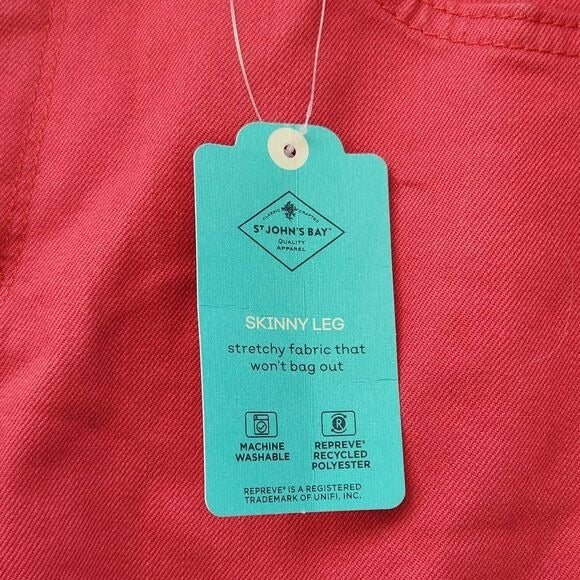 CLASSIC CRAFTED
ST JOHN'S BAY™
QUALITY
APPAREL
SKINNY LEG
stretchy fabric that
won't bag out
MACHINE
WASHABLE
REPREVE®
RECYCLED
POLYESTER
REPREVE® IS A REGISTERED
TRADEMARK OF UNIFI, INC.